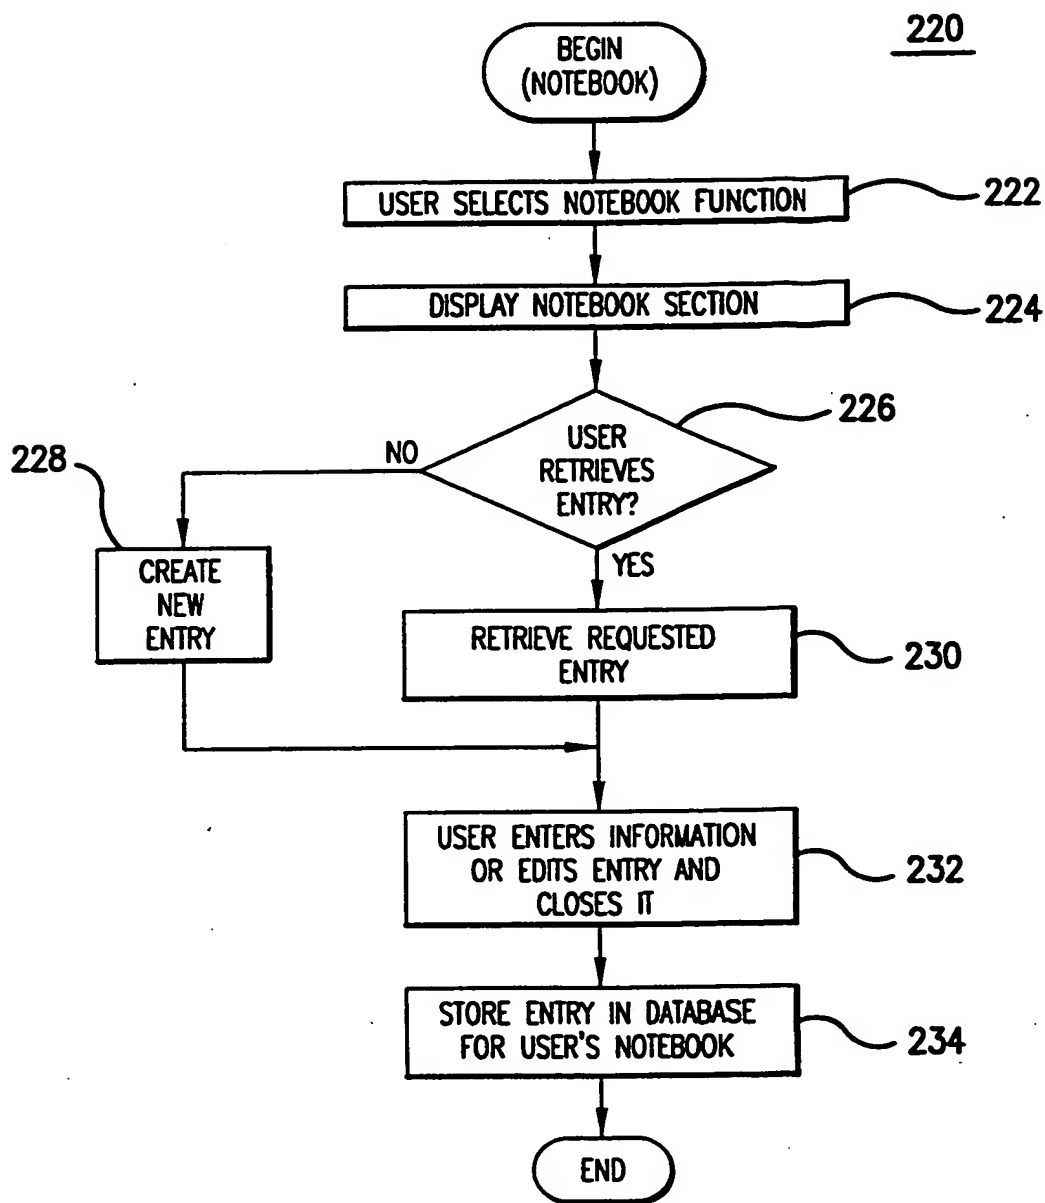 220
BEGIN
(NOTEBOOK)
USER SELECTS NOTEBOOK FUNCTION
222
DISPLAY NOTEBOOK SECTION
224
226
USER
RETRIEVES
ENTRY?
NO
228
YES
CREATE
NEW
ENTRY
RETRIEVE REQUESTED
ENTRY
230
USER ENTERS INFORMATION
OR EDITS ENTRY AND
CLOSES IT
232
STORE ENTRY IN DATABASE
FOR USER'S NOTEBOOK
234
END